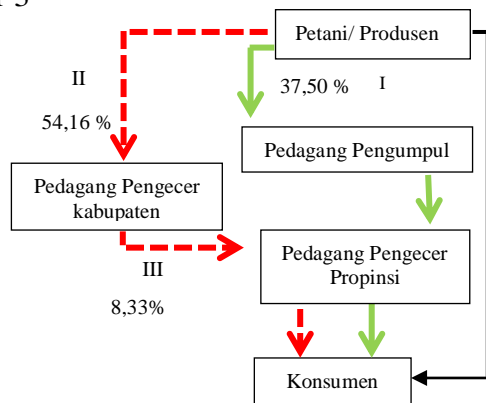 Petani/ Produsen
II
37,50 %
I
54,16 %
Pedagang Pengumpul
Pedagang Pengecer
kabupaten
Pedagang Pengecer
Propinsi
III
8,33%
Konsumen